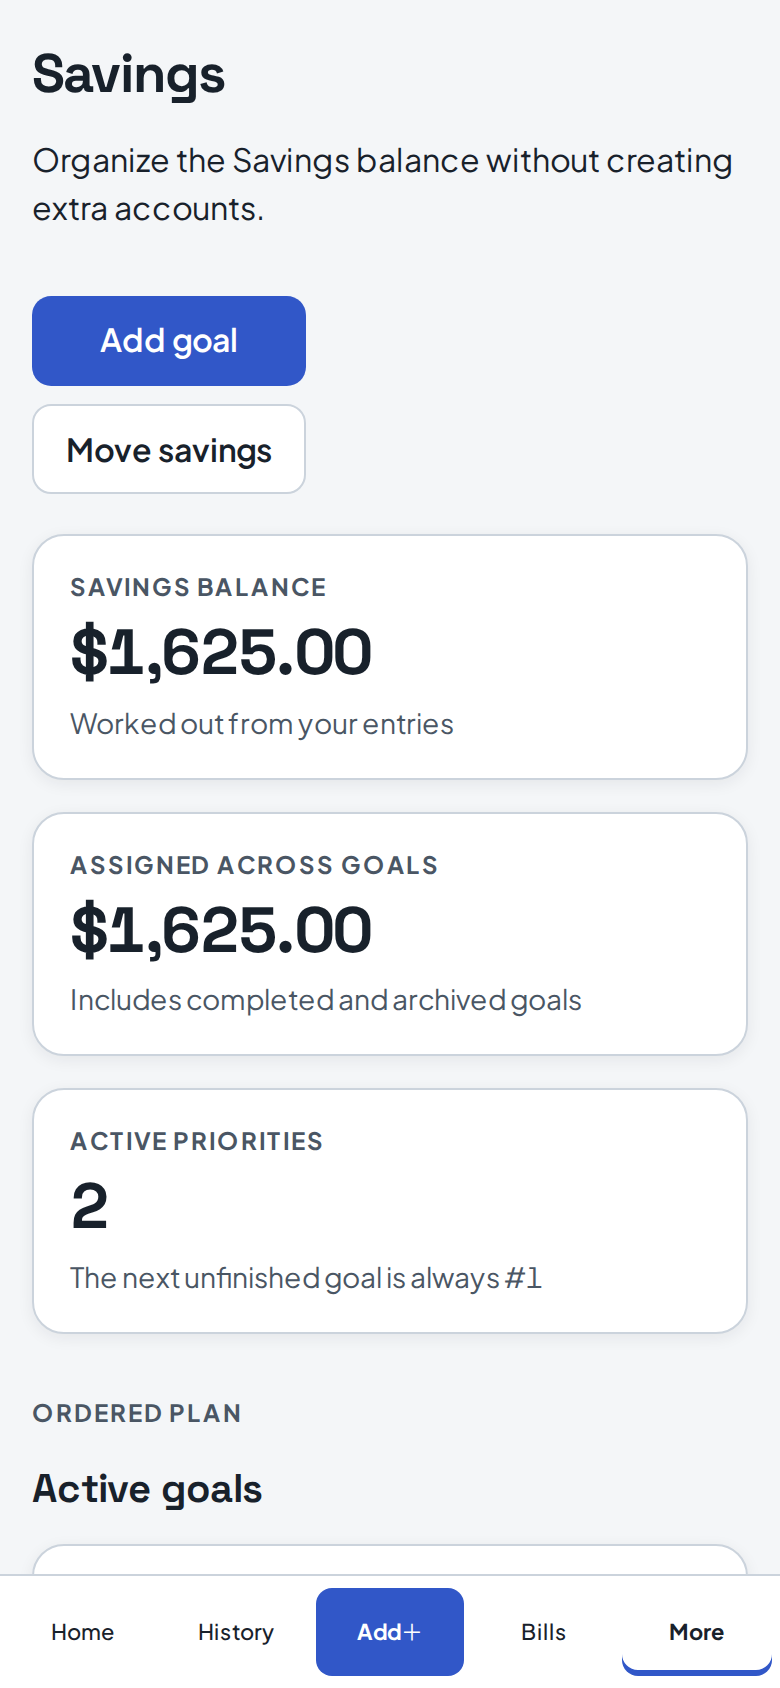 Savings
Organize the Savings balance without creating
extra accounts.
Add goal
Move savings
SAVINGS BALANCE
$1,625.00
Worked out from your entries
ASSIGNED ACROSS GOALS
$1,625.00
Includes completed and archived goals
ACTIVE PRIORITIES
2
The next unfinished goal is always #1
ORDERED PLAN
Active goals
Home History Add+ Bills More